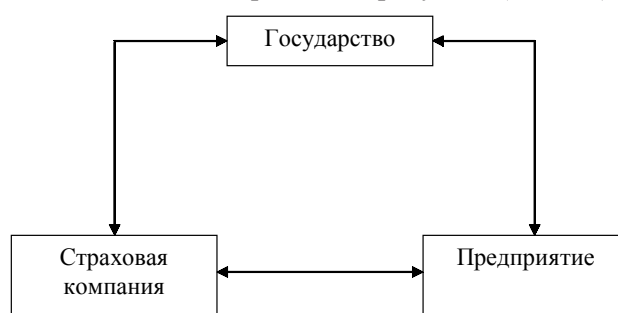 Государство
Страховая
компания
Предприятие